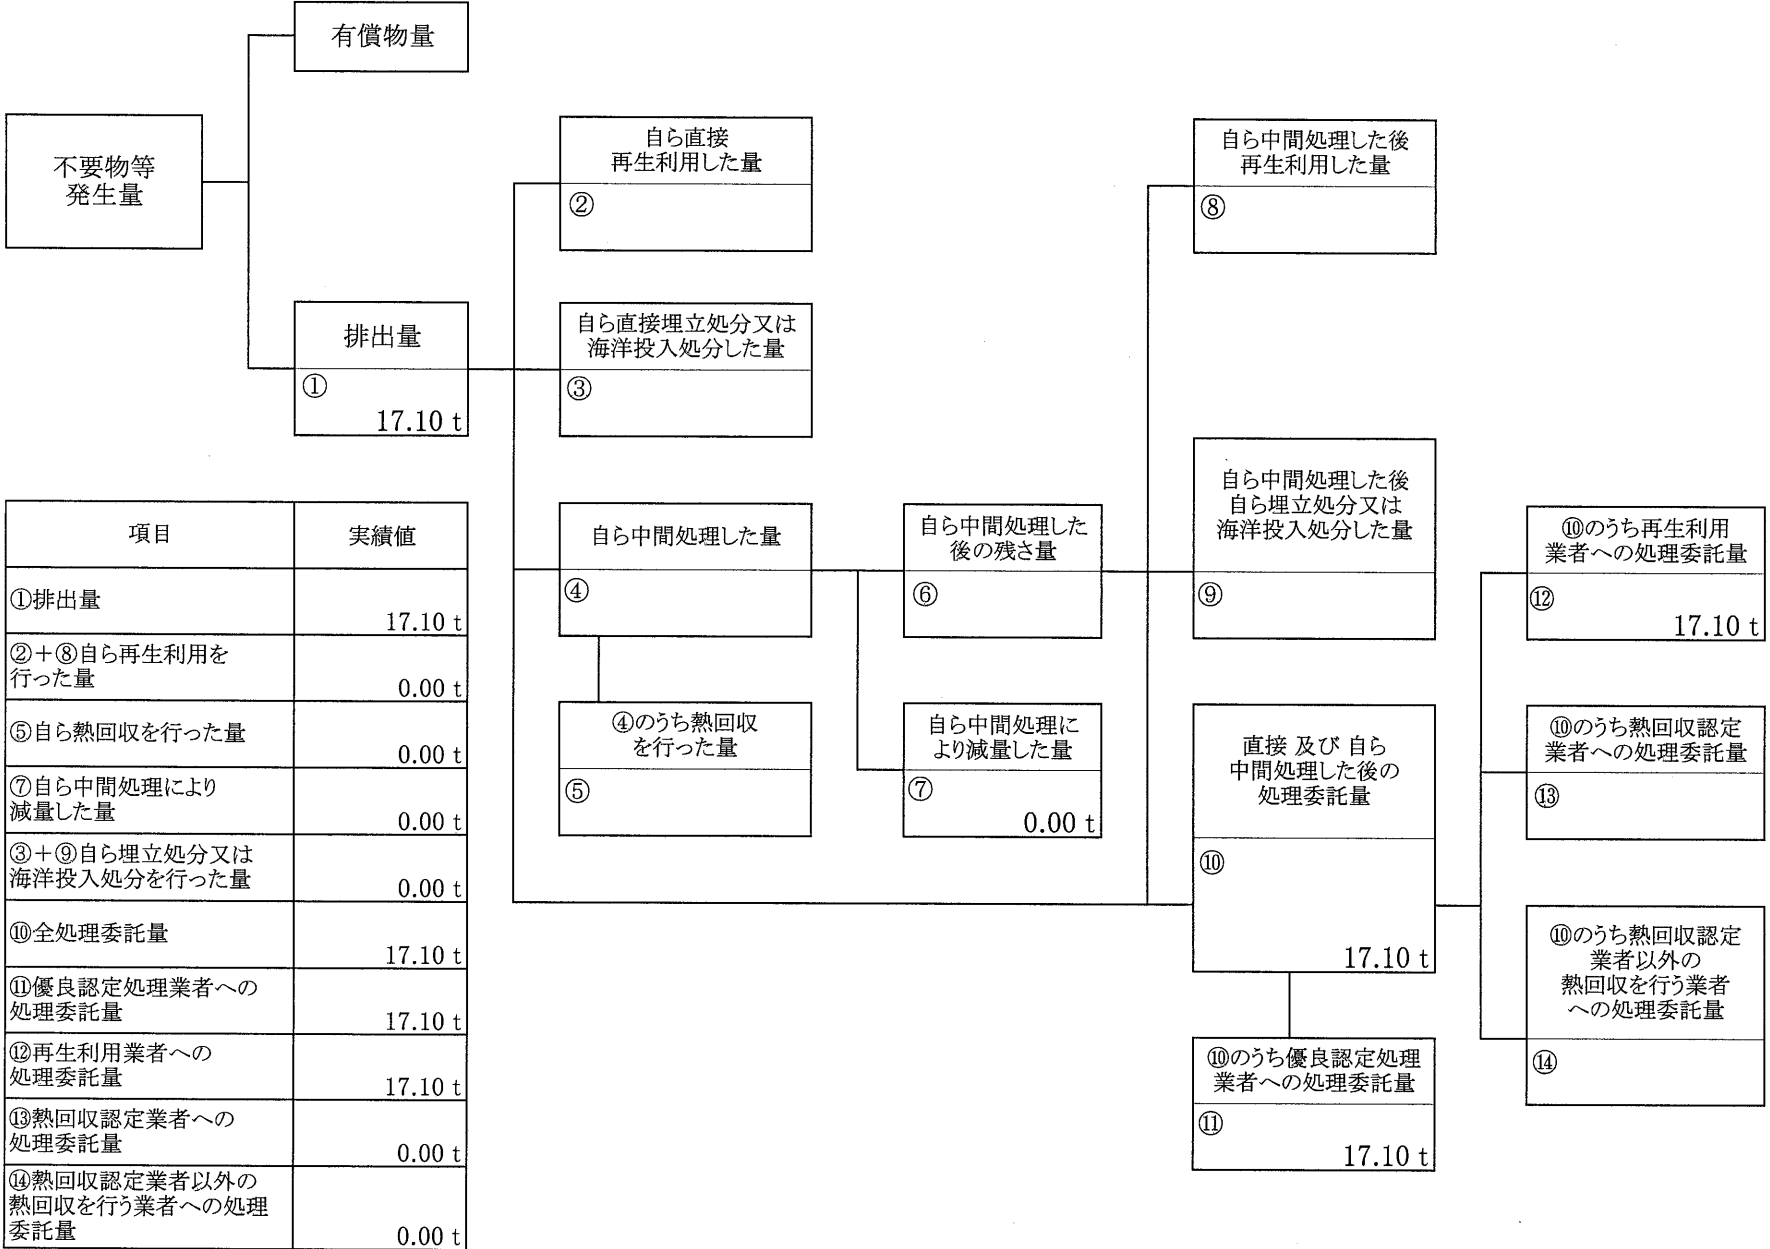 有償物量
不要物等
発生量
排出量
①
17.10 t
自ら直接
再生利用した量
②
自ら直接埋立処分又は
海洋投入処分した量
③
自ら中間処理した量
④
④のうち熱回収
を行った量
⑤
自ら中間処理した
後の残さ量
⑥
自ら中間処理に
より減量した量
⑦
0.00 t
自ら中間処理した後
再生利用した量
⑧
自ら中間処理した後
自ら埋立処分又は
海洋投入処分した量
⑨
直接 及び 自ら
中間処理した後の
処理委託量
⑩
17.10 t
⑩のうち優良認定処理
業者への処理委託量
⑪
17.10 t
⑩のうち再生利用
業者への処理委託量
⑫
17.10 t
⑩のうち熱回収認定
業者への処理委託量
⑬
⑩のうち熱回収認定
業者以外の
熱回収を行う業者
への処理委託量
⑭
項目 実績値
①排出量
17.10 t
②+⑧自ら再生利用を
行った量
0.00 t
⑤自ら熱回収を行った量
0.00 t
⑦自ら中間処理により
減量した量
0.00 t
③+⑨自ら埋立処分又は
海洋投入処分を行った量
0.00 t
⑩全処理委託量
17.10 t
⑪優良認定処理業者への
処理委託量
17.10 t
⑫再生利用業者への
処理委託量
17.10 t
⑬熱回収認定業者への
処理委託量
0.00 t
⑭熱回収認定業者以外の
熱回収を行う業者への処理
委託量
0.00 t